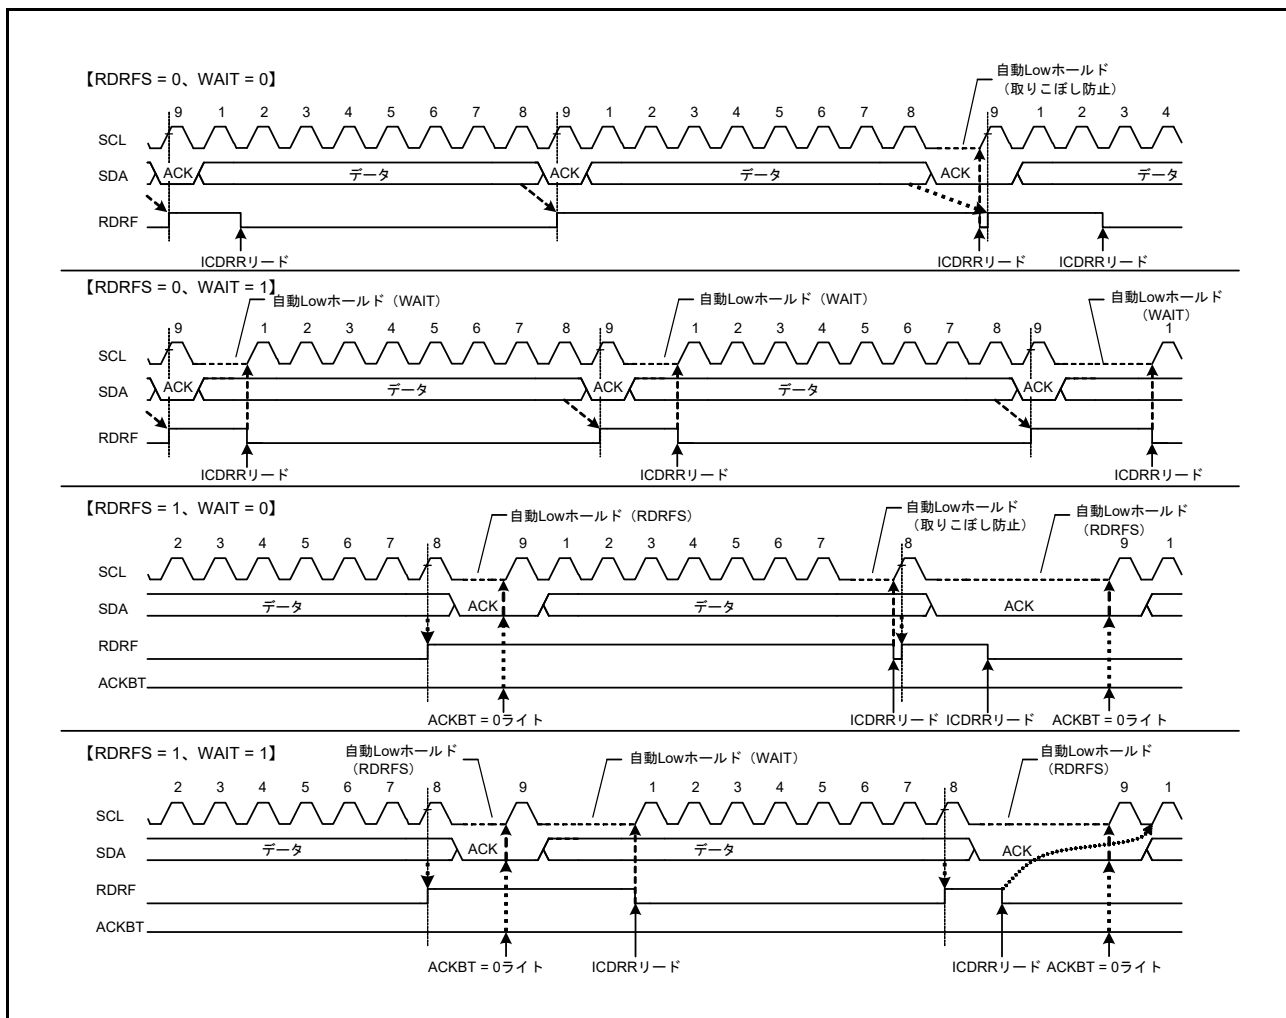 【RDRFS = 0、WAIT = 0】
自動Lowホールド
（取りこぼし防止）
9 1 2 3 4 5 6 7 8 9 1 2 3 4 5 6 7 8 9 1 2 3 4
SCL
SDA ACK データ ACK データ ACK データ
RDRF
ICDRRリード ICDRRリード ICDRRリード
【RDRFS = 0、WAIT = 1】
自動Lowホールド（WAIT） 自動Lowホールド（WAIT） 自動Lowホールド
（WAIT）
9 1 2 3 4 5 6 7 8 9 1 2 3 4 5 6 7 8 9 1
SCL
SDA ACK データ ACK データ ACK
RDRF
ICDRRリード ICDRRリード ICDRRリード
【RDRFS = 1、WAIT = 0】
自動Lowホールド（RDRFS） 自動Lowホールド
（取りこぼし防止）
自動Lowホールド
（RDRFS）
2 3 4 5 6 7 8 9 1 2 3 4 5 6 7 8 9 1
SCL
SDA データ ACK データ ACK
RDRF
ACKBT
ACKBT = 0ライト ICDRRリード ICDRRリード ACKBT = 0ライト
【RDRFS = 1、WAIT = 1】
自動Lowホールド
（RDRFS）
自動Lowホールド（WAIT） 自動Lowホールド
（RDRFS）
2 3 4 5 6 7 8 9 1 2 3 4 5 6 7 8 9 1
SCL
SDA データ ACK データ ACK
RDRF
ACKBT
ACKBT = 0ライト ICDRRリード ICDRRリード ACKBT = 0ライト